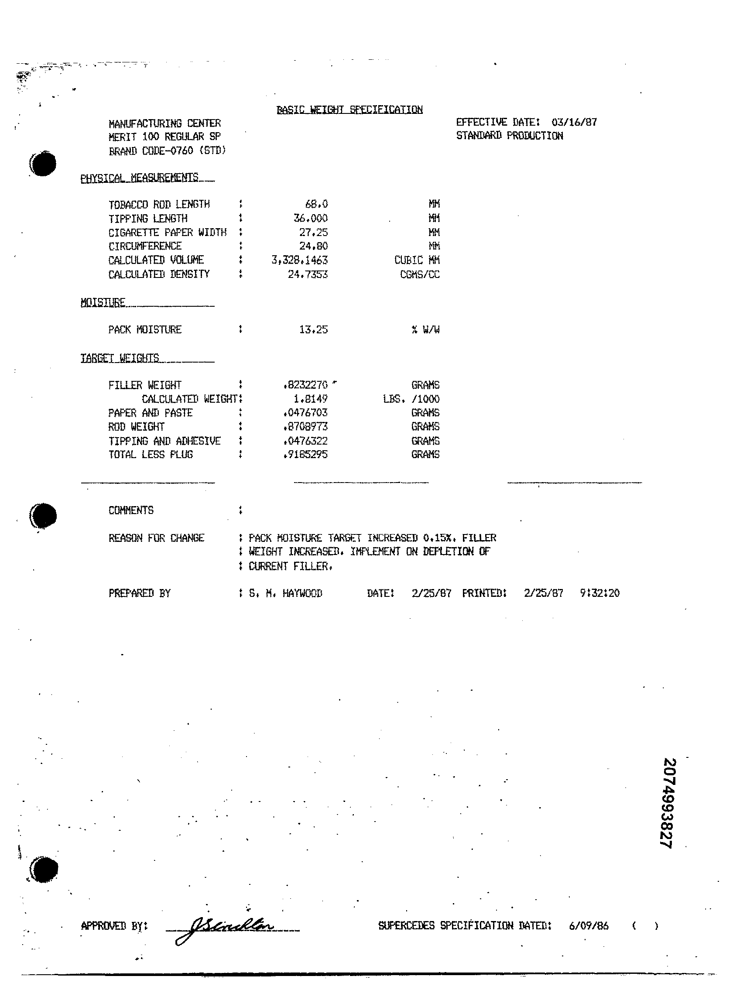 BASIC WEIGHT SPECIFICATION
MANUFACTURING CENTER EFFECTIVE DATE: 03/16/87
MERIT 100 REGULAR SP STANDARD PRODUCTION
BRAND CODE-0760 (STD)
PHYSICAL MEASUREMENTS
TOBACCO ROD LENGTH : 68.0 MM
TIPPING LENGTH : 36.000 MM
CIGARETTE PAPER WIDTH : 27.25 MM
CIRCUMFERENCE : 24.80 MM
CALCULATED VOLUME : 3,328.1463 CUBIC MM
CALCULATED DENSITY : 24.7353 CGMS/CC
MOISTURE
PACK MOISTURE : 13.25 % W/W
TARGET WEIGHTS
FILLER WEIGHT : .8232270 GRAMS
CALCULATED WEIGHT: 1.8149 LBS. /1000
PAPER AND PASTE : .0476703 GRAMS
ROD WEIGHT : .8708973 GRAMS
TIPPING AND ADHESIVE : .0476322 GRAMS
TOTAL LESS PLUG : .9185295 GRAMS
COMMENTS :
REASON FOR CHANGE : PACK MOISTURE TARGET INCREASED 0.15%. FILLER
: WEIGHT INCREASED. IMPLEMENT ON DEPLETION OF
: CURRENT FILLER.
PREPARED BY : S. M. HAYWOOD DATE: 2/25/87 PRINTED: 2/25/87 9:32:20
2074993827
APPROVED BY: SUPERCEDES SPECIFICATION DATED: 6/09/86 ( )